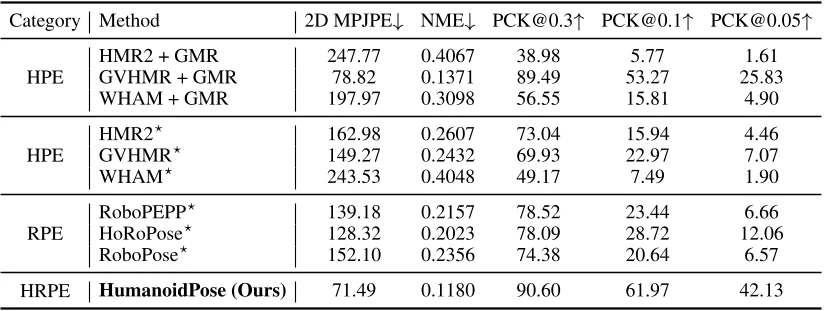 Category Method 2D MPJPE↓ NME↓ PCK@0.3↑ PCK@0.1↑ PCK@0.05↑
HMR2 + GMR 247.77 0.4067 38.98 5.77 1.61
HPE GVHMR + GMR 78.82 0.1371 89.49 53.27 25.83
WHAM + GMR 197.97 0.3098 56.55 15.81 4.90
HMR2* 162.98 0.2607 73.04 15.94 4.46
HPE GVHMR* 149.27 0.2432 69.93 22.97 7.07
WHAM* 243.53 0.4048 49.17 7.49 1.90
RoboPEPP* 139.18 0.2157 78.52 23.44 6.66
RPE HoRoPose* 128.32 0.2023 78.09 28.72 12.06
RoboPose* 152.10 0.2356 74.38 20.64 6.57
HRPE HumanoidPose (Ours) 71.49 0.1180 90.60 61.97 42.13